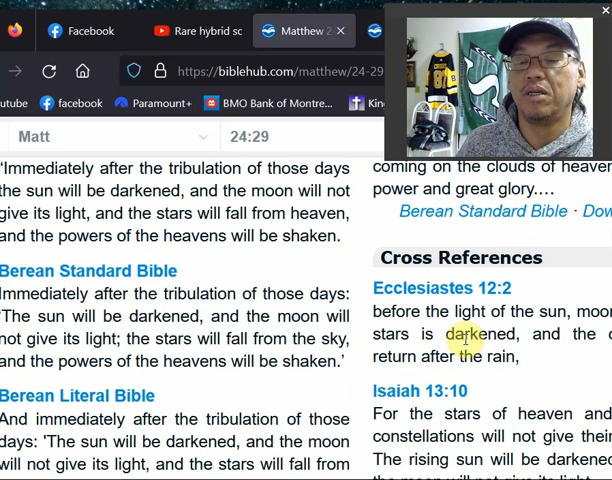 Facebook
Rare hybrid sc
Matthew 2
https://biblehub.com/matthew/24-29
utube
facebook
Paramount+
BMO Bank of Montre...
Kin
Matt
24:29
'Immediately after the tribulation of those days
the sun will be darkened, and the moon will not
give its light, and the stars will fall from heaven,
and the powers of the heavens will be shaken.
Berean Standard Bible
Immediately after the tribulation of those days:
'The sun will be darkened, and the moon will
not give its light; the stars will fall from the sky,
and the powers of the heavens will be shaken.'
Berean Literal Bible
And immediately after the tribulation of those
days: 'The sun will be darkened, and the moon
will not give its light, and the stars will fall from
coming on the clouds of heaven
power and great glory....
Berean Standard Bible · Dow
Cross References
Ecclesiastes 12:2
before the light of the sun, moon
stars is darkened, and the c
return after the rain,
Isaiah 13:10
For the stars of heaven and
constellations will not give their
The rising sun will be darkened